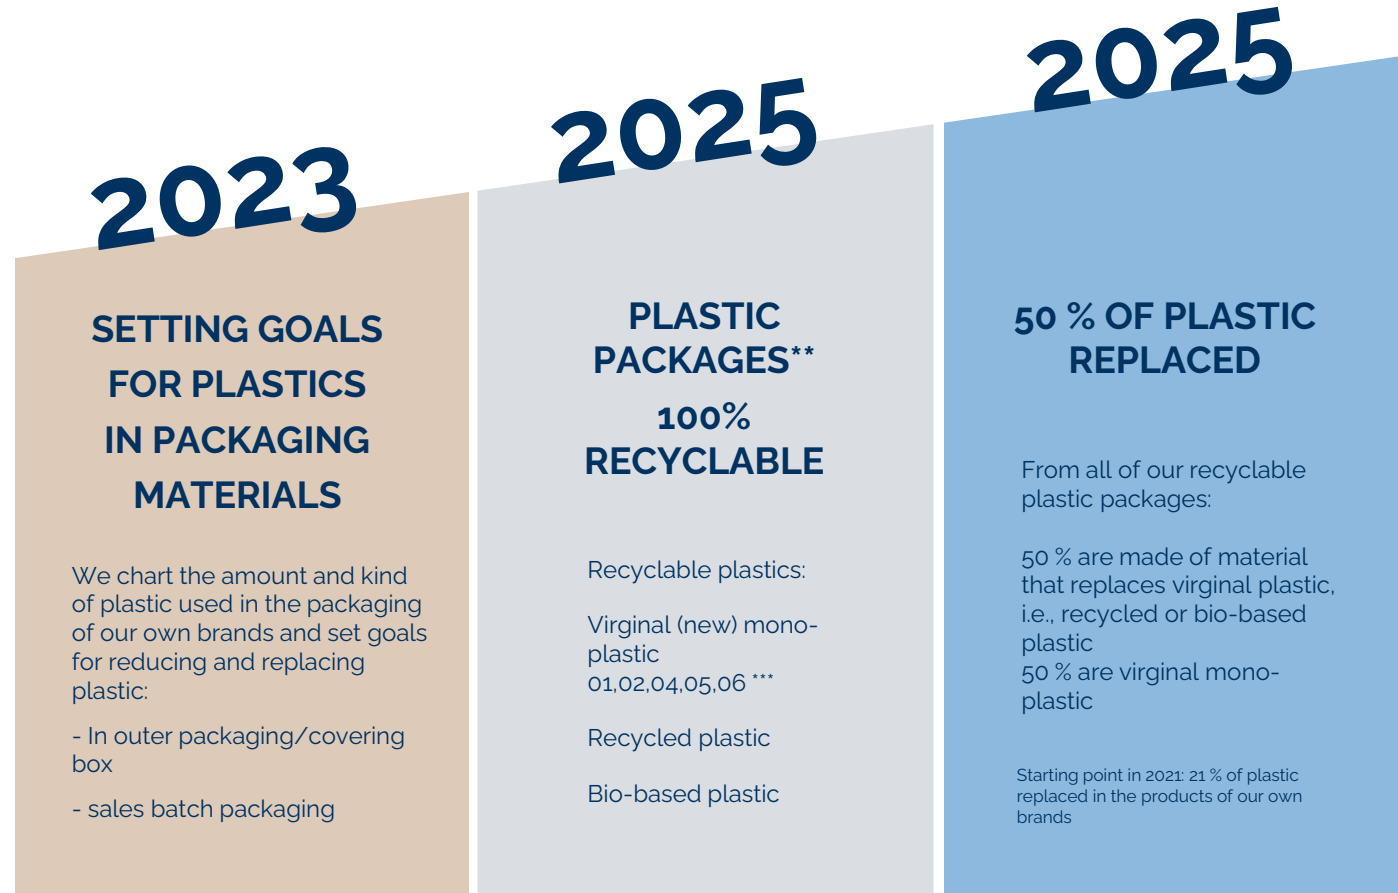 2023
SETTING GOALS
FOR PLASTICS
IN PACKAGING
MATERIALS
We chart the amount and kind
of plastic used in the packaging
of our own brands and set goals
for reducing and replacing
plastic:
- In outer packaging/covering
box
- sales batch packaging
2025
PLASTIC
PACKAGES**
100%
RECYCLABLE
Recyclable plastics:
Virginal (new) mono-
plastic
01,02,04,05,06 ***
Recycled plastic
Bio-based plastic
2025
50 % OF PLASTIC
REPLACED
From all of our recyclable
plastic packages:
50 % are made of material
that replaces virginal plastic,
i.e., recycled or bio-based
plastic
50 % are virginal mono-
plastic
Starting point in 2021: 21 % of plastic
replaced in the products of our own
brands